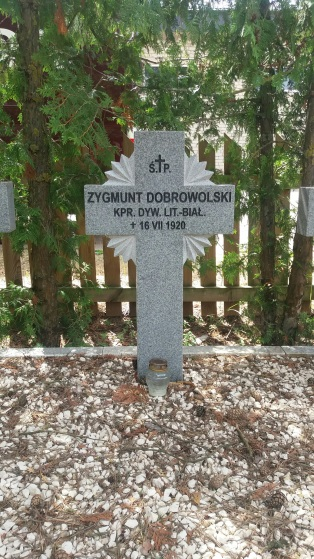 Ś✝P.
ZYGMUNT DOBROWOLSKI
KPR. DYW. LIT.-BIAŁ.
✝ 16 VII 1920